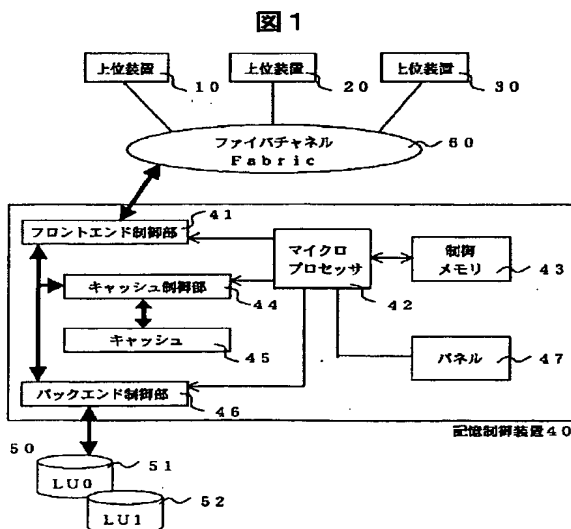 図1
上位装置
10
上位装置
20
上位装置
30
ファイバチャネル
Fabric
60
フロントエンド制御部
41
マイクロ
プロセッサ
42
制御
メモリ
43
キャッシュ制御部
44
キャッシュ
45
パネル
47
バックエンド制御部
46
記憶制御装置40
50
LU0
51
LU1
52